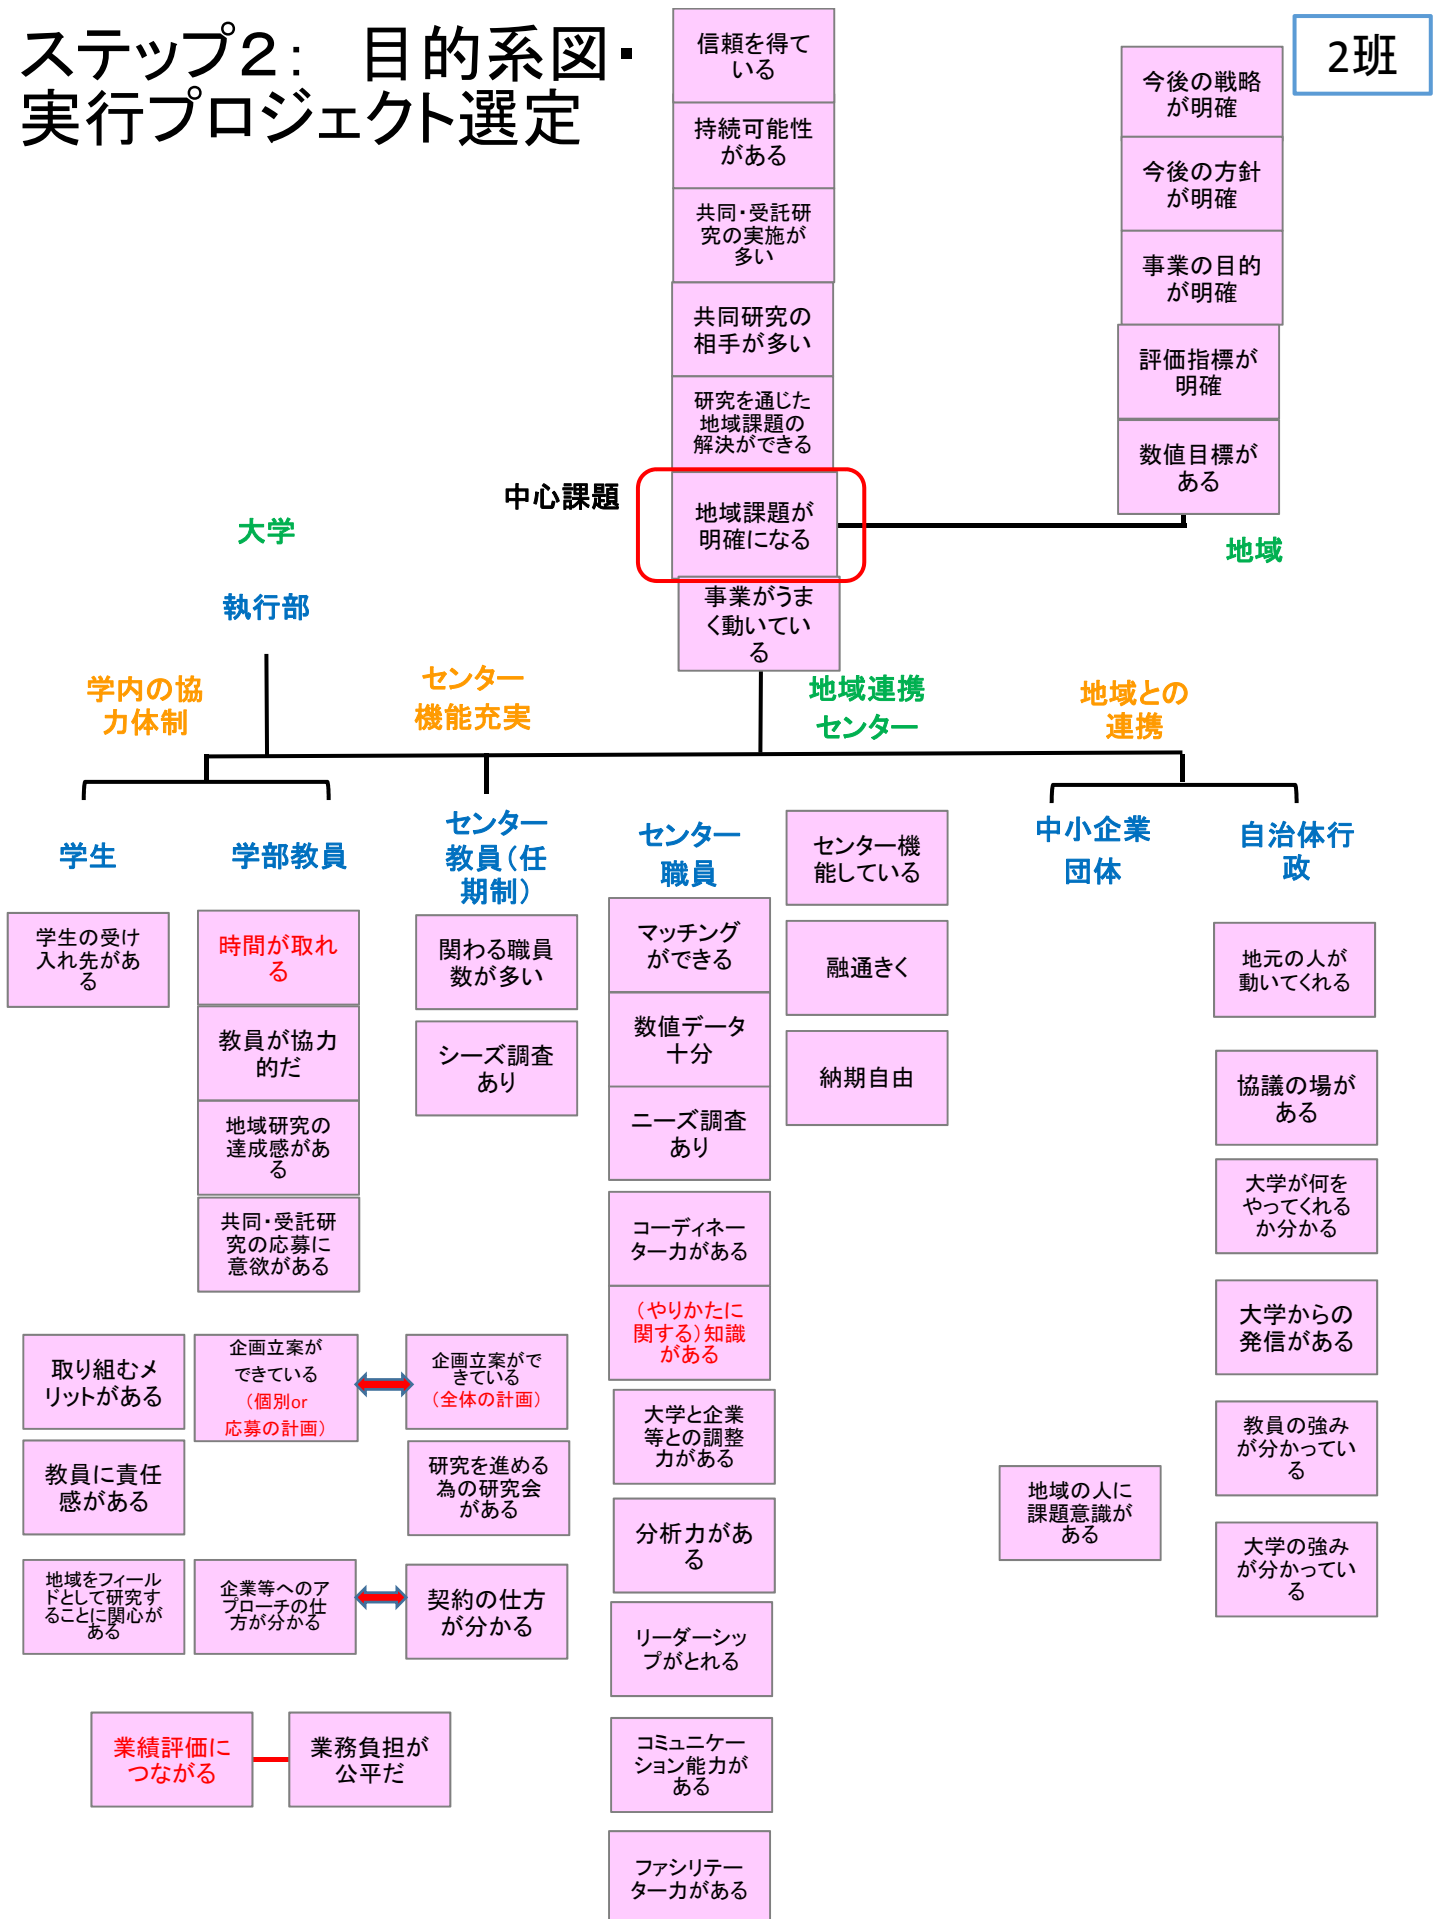 ステップ２：　目的系図・
実行プロジェクト選定
2班
信頼を得て
いる
持続可能性
がある
共同・受託研
究の実施が
多い
共同研究の
相手が多い
研究を通じた
地域課題の
解決ができる
中心課題
地域課題が
明確になる
事業がうま
く動いてい
る
今後の戦略
が明確
今後の方針
が明確
事業の目的
が明確
評価指標が
明確
数値目標が
ある
地域
大学
執行部
学内の協
力体制
センター
機能充実
地域連携
センター
地域との
連携
学生
学部教員
センター
教員（任
期制）
センター
職員
中小企業
団体
自治体行
政
学生の受け
入れ先があ
る
取り組むメ
リットがある
教員に責任
感がある
地域をフィール
ドとして研究す
ることに関心が
ある
時間が取れ
る
教員が協力
的だ
地域研究の
達成感があ
る
共同・受託研
究の応募に
意欲がある
企画立案が
できている
（個別or
応募の計画）
企業等へのア
プローチの仕
方が分かる
業績評価に
つながる
業務負担が
公平だ
関わる職員
数が多い
シーズ調査
あり
企画立案がで
きている
（全体の計画）
研究を進める
為の研究会
がある
契約の仕方
が分かる
マッチング
ができる
数値データ
十分
ニーズ調査
あり
コーディネー
ター力がある
（やりかたに
関する）知識
がある
大学と企業
等との調整
力がある
分析力があ
る
リーダーシッ
プがとれる
コミュニケー
ション能力が
ある
ファシリテー
ター力がある
センター機
能している
融通きく
納期自由
地域の人に
課題意識が
ある
地元の人が
動いてくれる
協議の場が
ある
大学が何を
やってくれる
か分かる
大学からの
発信がある
教員の強み
が分かってい
る
大学の強み
が分かってい
る